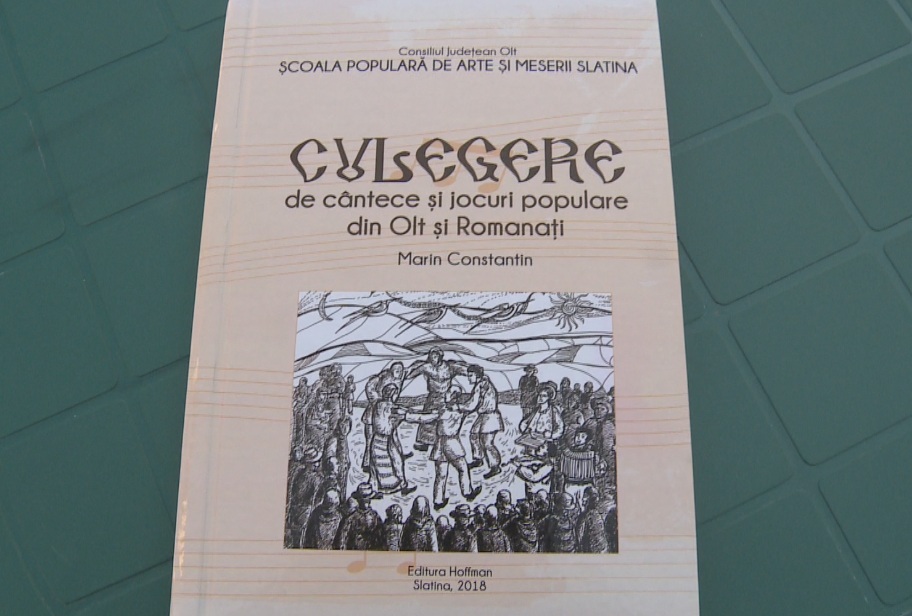 Consiliul Județean Olt
ȘCOALA POPULARĂ DE ARTE ȘI MESERII SLATINA
CULEGERE
de cântece și jocuri populare
din Olt și Romanați
Marin Constantin
Editura Hoffman
Slatina, 2018